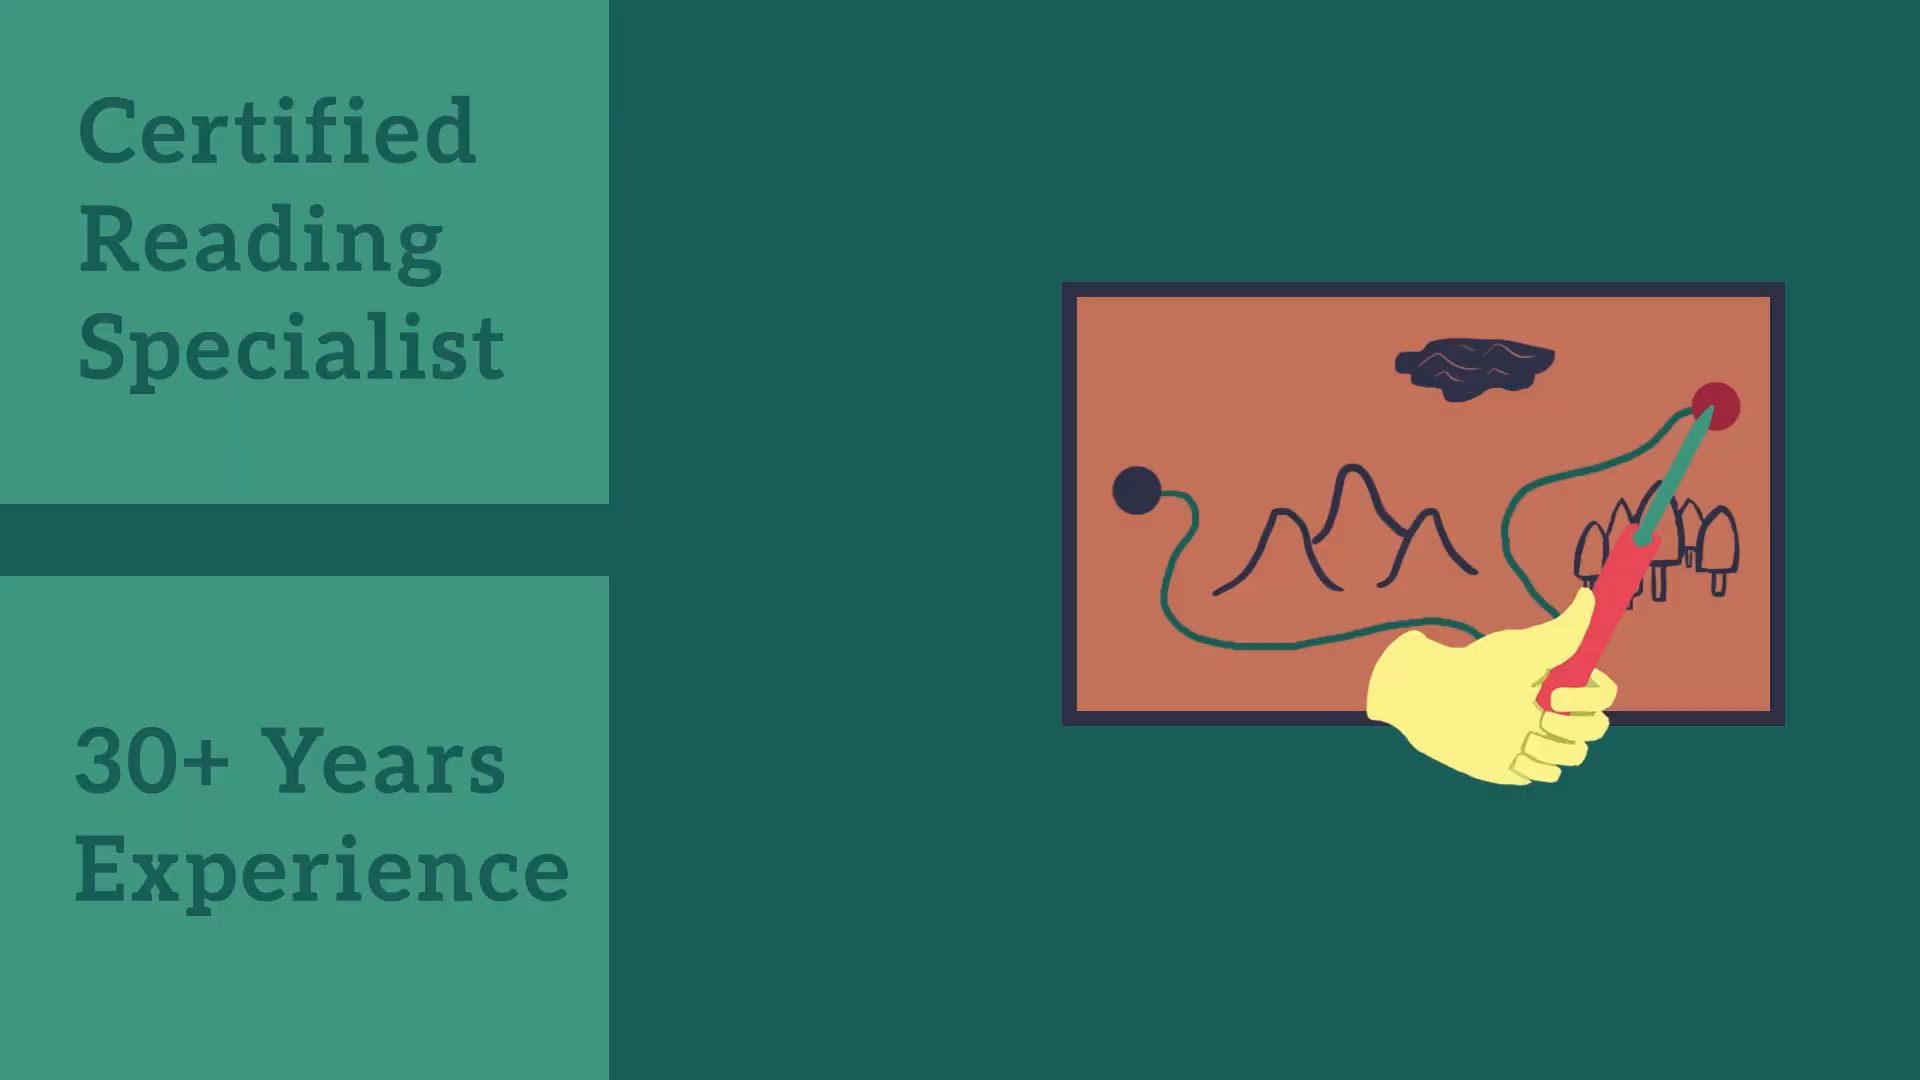 Certified
Reading
Specialist
30+ Years
Experience